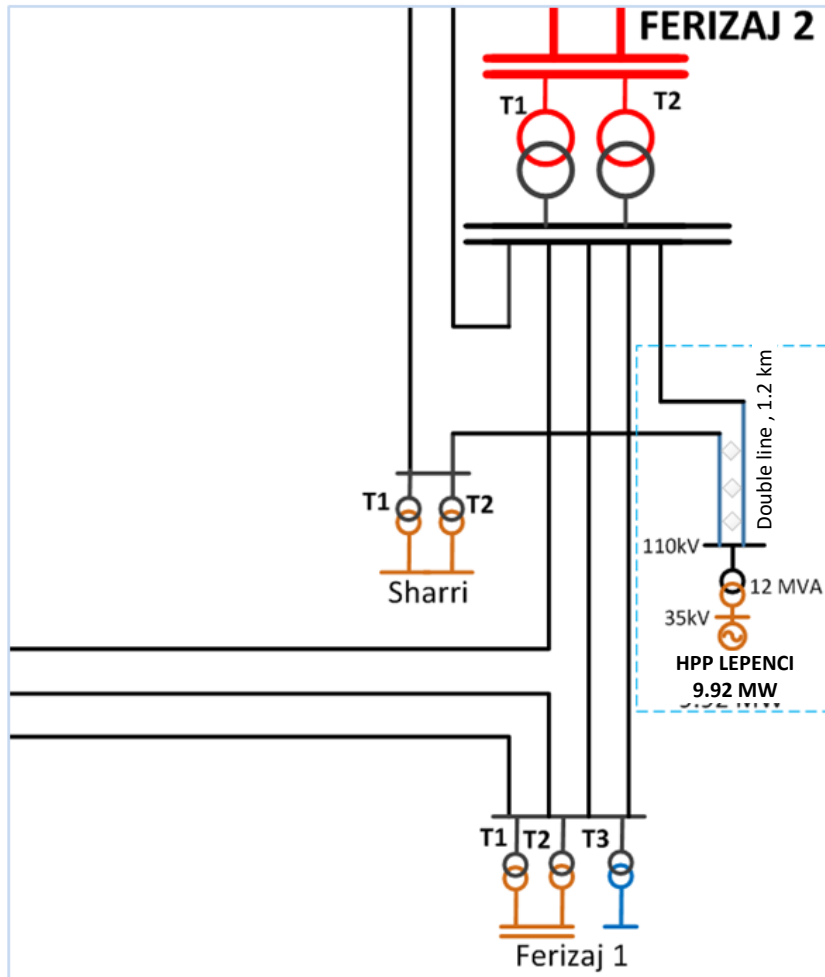 FERIZAJ 2
T1
T2
Double line , 1.2 km
T1
T2
Sharri
110kV
12 MVA
35kV
HPP LEPENCI
9.92 MW
T1
T2
T3
Ferizaj 1